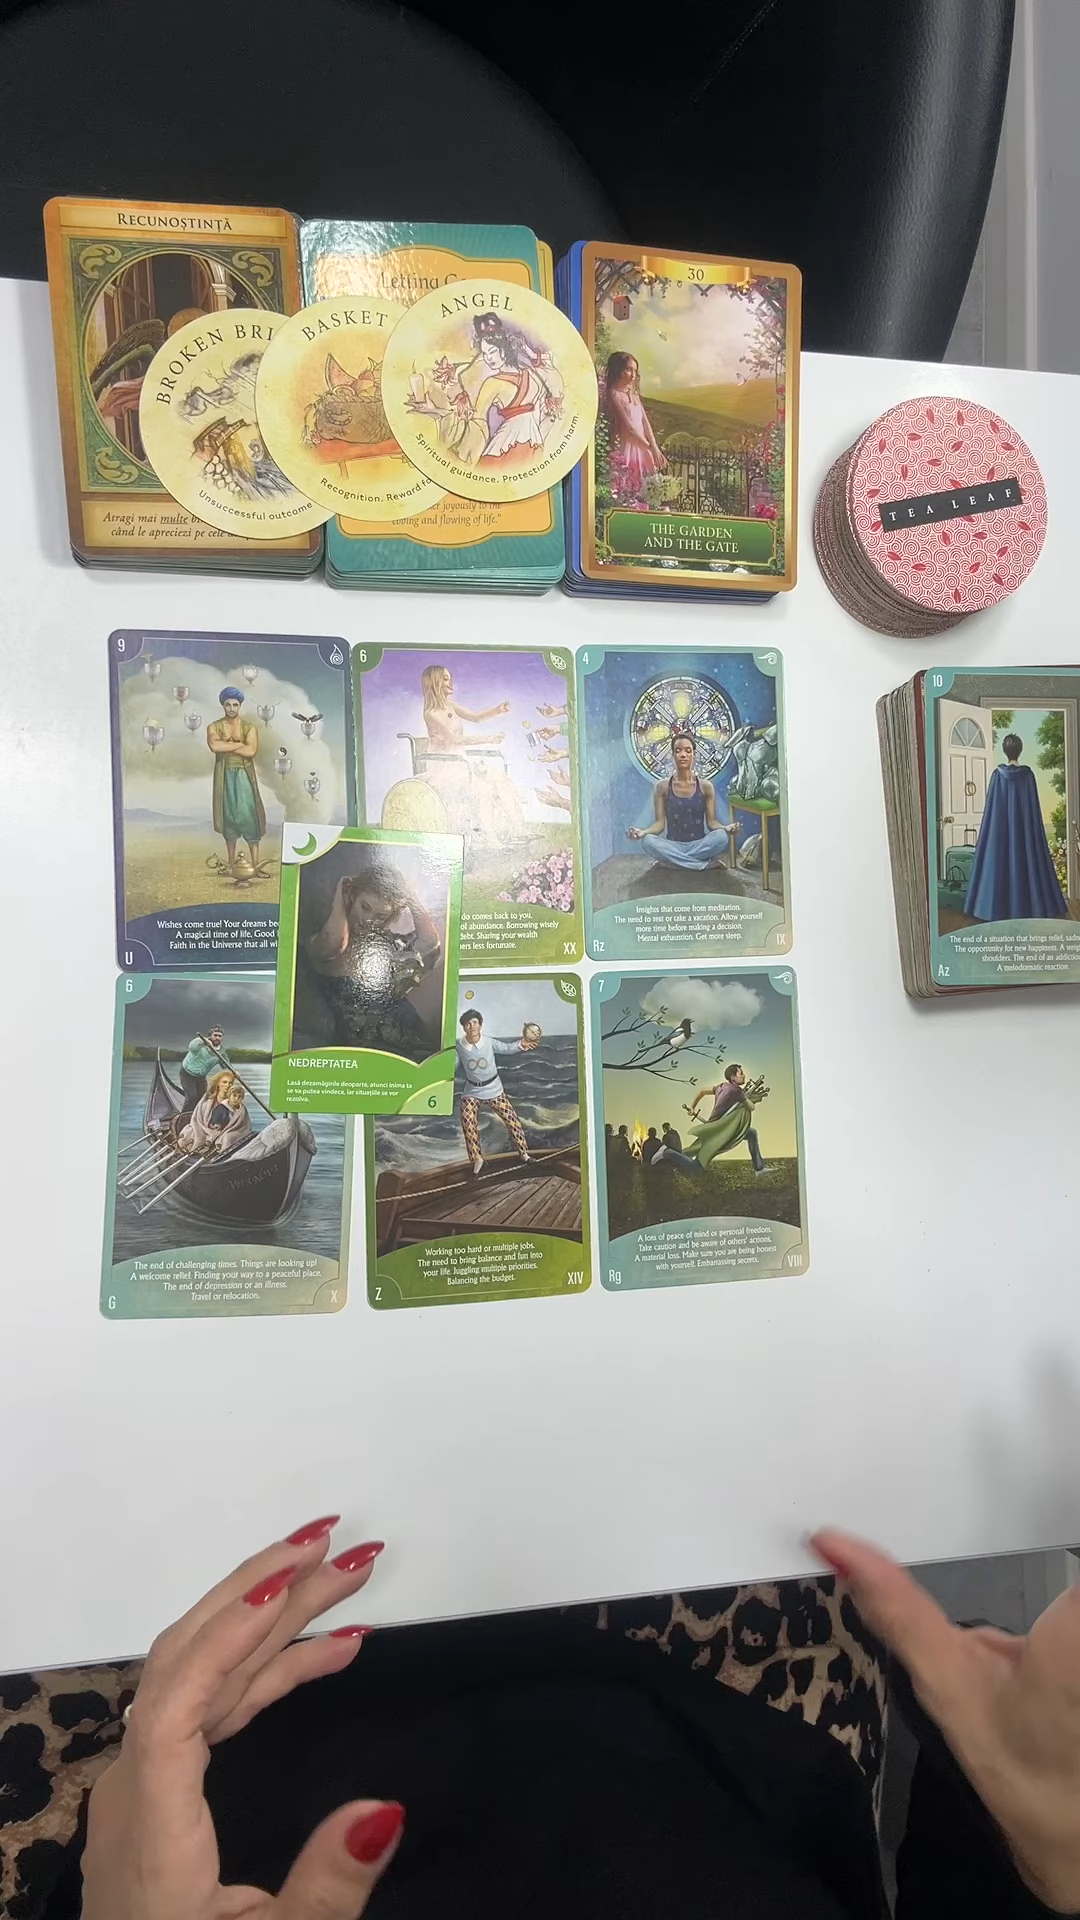 RECUNOȘTINȚĂ
Atragi mai multe
când le apreciezi pe cele
BROKEN
Unsuccessful outcome
BASKET
Recognition. Reward
ANGEL
Spiritual guidance. Protection from harm.
Letting
joyously to the
and flowing of life."
30
THE GARDEN
AND THE GATE
TEA LEAF
9
Wishes come true! Your dreams
A magical time of life. Good
Faith in the Universe that all
U
6
do comes back to you.
of abundance. Borrowing wisely
debt. Sharing your wealth
less fortunate.
XX
4
Insights that come from meditation.
The need to rest or take a vacation. Allow yourself
more time before making a decision.
Mental exhaustion. Get more sleep.
Rz
IX
10
The end of a situation that brings relief,
The opportunity for new happiness. A
shoulders. The end of an addiction
A melodramatic reaction.
Az
NEDREPTATEA
Lasă dezamăgirile deoparte, atunci inima ta
se va putea vindeca, iar situațiile se vor
rezolva.
6
6
The end of challenging times. Things are looking up!
A welcome relief. Finding your way to a peaceful place.
The end of depression or an illness.
Travel or relocation.
G
X
Working too hard or multiple jobs.
The need to bring balance and fun into
your life. Juggling multiple priorities.
Balancing the budget.
Z
XIV
7
A loss of peace of mind or personal freedom.
Take caution and be aware of others' actions.
A material loss. Make sure you are being honest
with yourself. Embarrassing secrets.
Rg
VIII